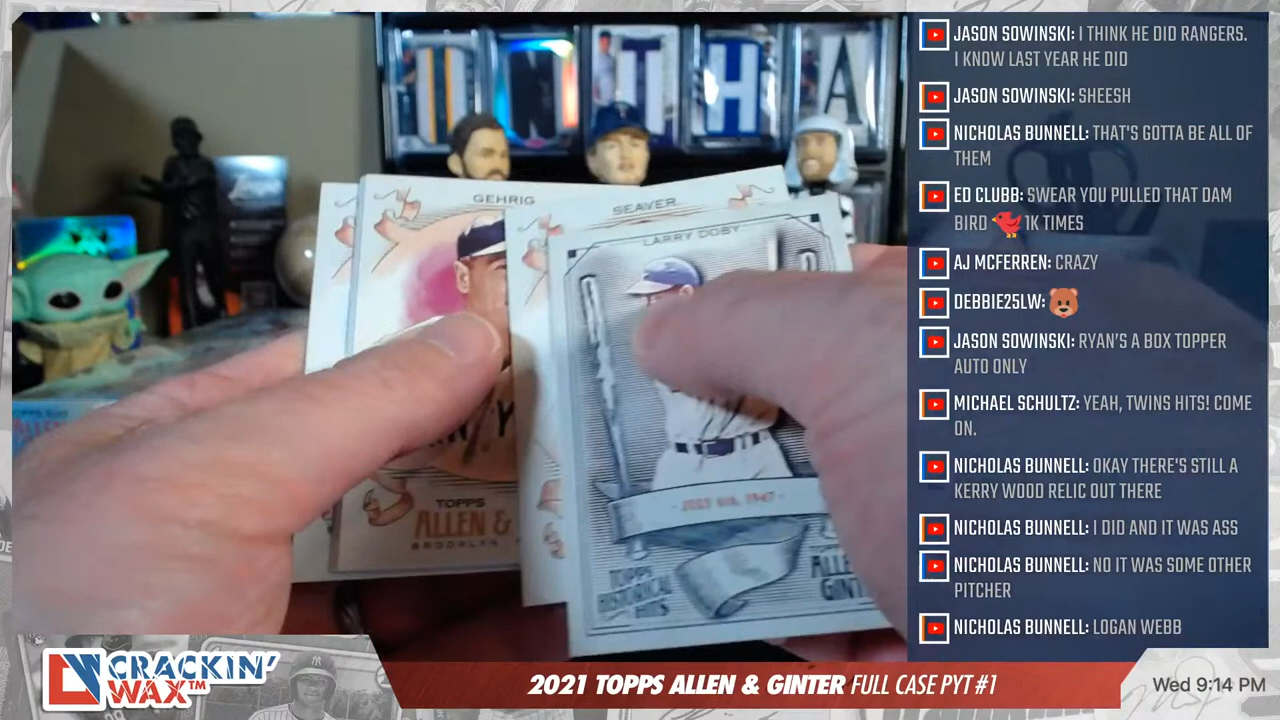 GEHRIG
SEAVER
LARRY DOBY
TOPPS
ALLEN &
BROOKLYN
JULY 6TH, 1947
TOPPS
HISTORICAL
HITS
THA
JASON SOWINSKI: I THINK HE DID RANGERS.
I KNOW LAST YEAR HE DID
JASON SOWINSKI: SHEESH
NICHOLAS BUNNELL: THAT'S GOTTA BE ALL OF
THEM
ED CLUBB: SWEAR YOU PULLED THAT DAM
BIRD 🐦 1K TIMES
AJ MCFERREN: CRAZY
DEBBIE25LW: 🐻
JASON SOWINSKI: RYAN'S A BOX TOPPER
AUTO ONLY
MICHAEL SCHULTZ: YEAH, TWINS HITS! COME
ON.
NICHOLAS BUNNELL: OKAY THERE'S STILL A
KERRY WOOD RELIC OUT THERE
NICHOLAS BUNNELL: I DID AND IT WAS ASS
NICHOLAS BUNNELL: NO IT WAS SOME OTHER
PITCHER
NICHOLAS BUNNELL: LOGAN WEBB
CRACKIN'
WAX™
2021 TOPPS ALLEN & GINTER FULL CASE PYT #1
Wed 9:14 PM